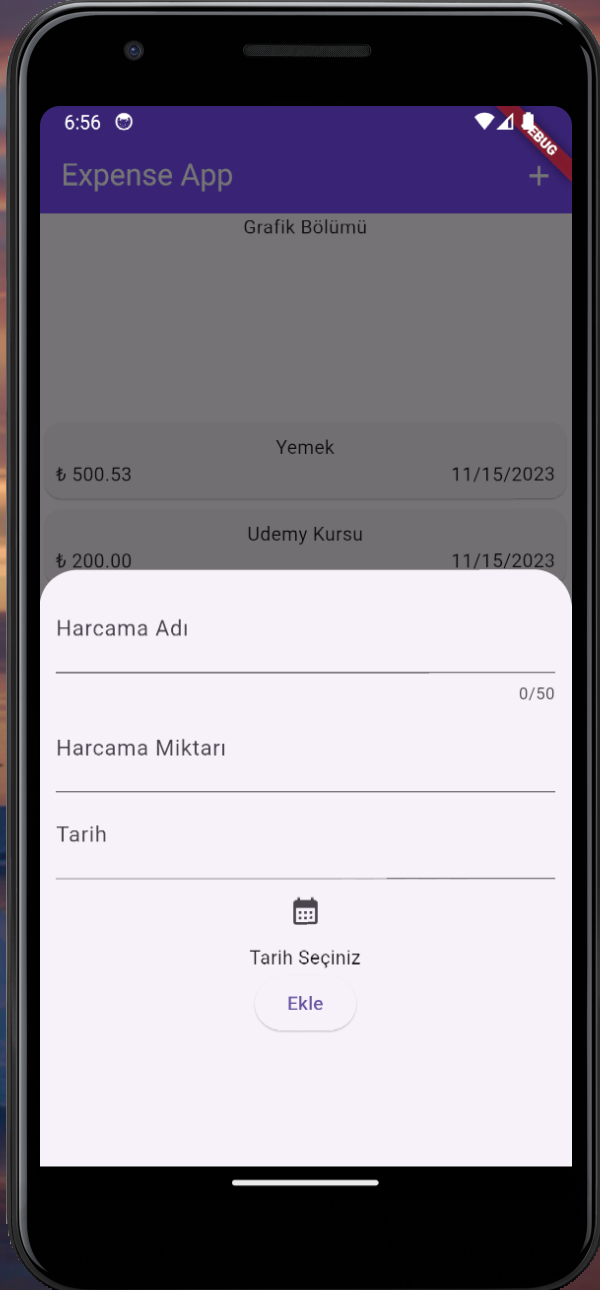 6:56
DEBUG
Expense App
+
Grafik Bölümü
Yemek
₺ 500.53 11/15/2023
Udemy Kursu
₺ 200.00 11/15/2023
Harcama Adı
0/50
Harcama Miktarı
Tarih
Tarih Seçiniz
Ekle